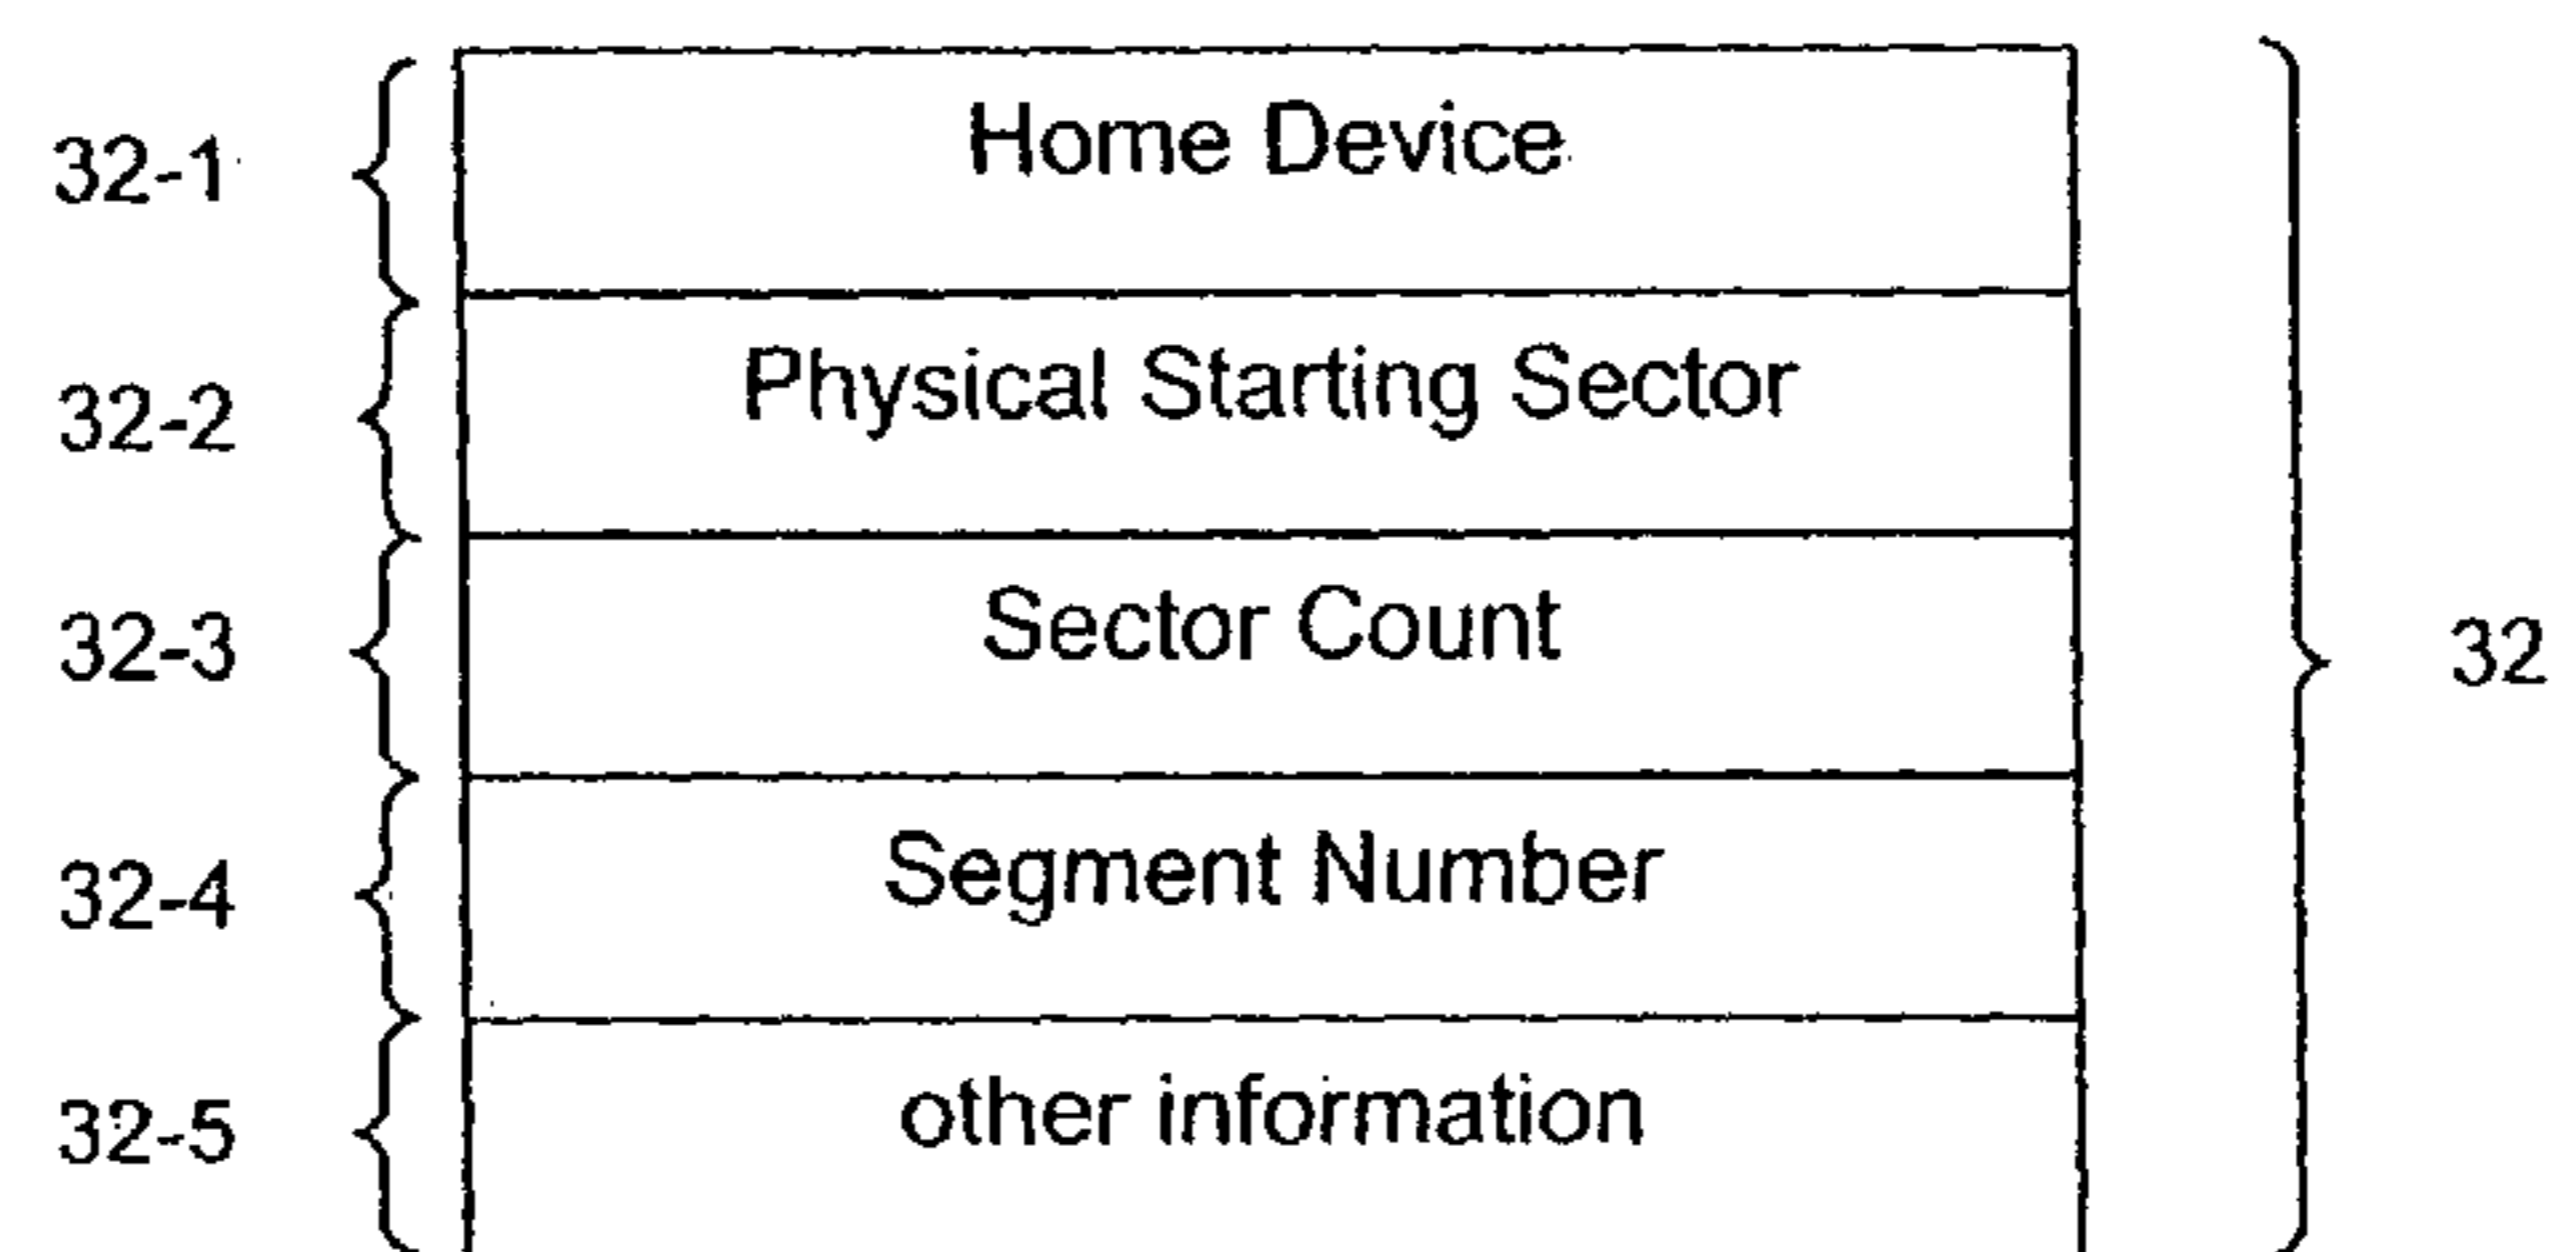 32-1 Home Device
32-2 Physical Starting Sector
32-3 Sector Count
32
32-4 Segment Number
32-5 other information